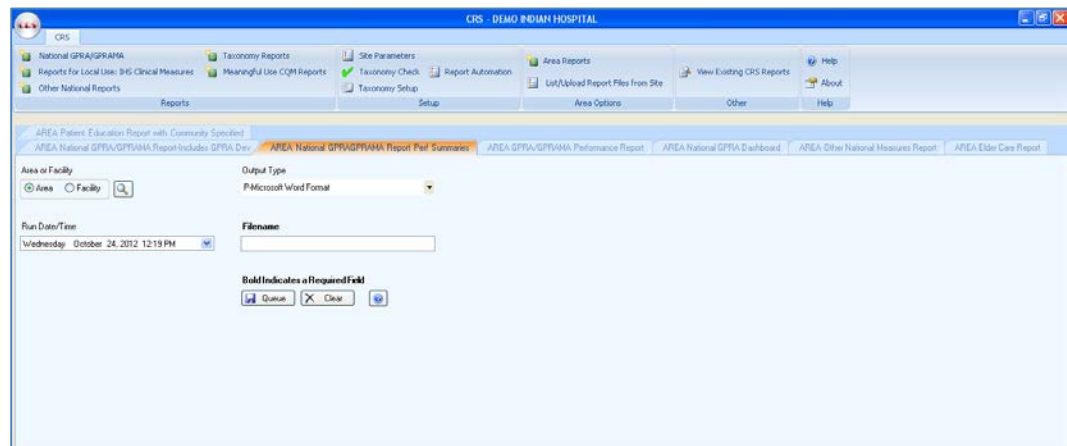 CRS - DEMO INDIAN HOSPITAL
CRS
National GPRA/GPRAMA
Reports for Local Use: IHS Clinical Measures
Other National Reports
Taxonomy Reports
Meaningful Use CQM Reports
Reports
Site Parameters
Taxonomy Check
Report Automation
Taxonomy Setup
Setup
Area Reports
List/Upload Report Files from Site
Area Options
View Existing CRS Reports
Other
Help
About
Help
AREA Patient Education Report with Community Specified
AREA National GPRA/GPRAMA Report-Includes GPRA Dev
AREA National GPRAGPRAMA Report Perf Summaries
AREA GPRA/GPRAMA Performance Report
AREA National GPRA Dashboard
AREA Other National Measures Report
AREA Elder Care Report
Area or Facility
Area Facility
Output Type
P-Microsoft Word Format
Run Date/Time
Wednesday October 24, 2012 12:19 PM
Filename
Bold Indicates a Required Field
Queue
Clear